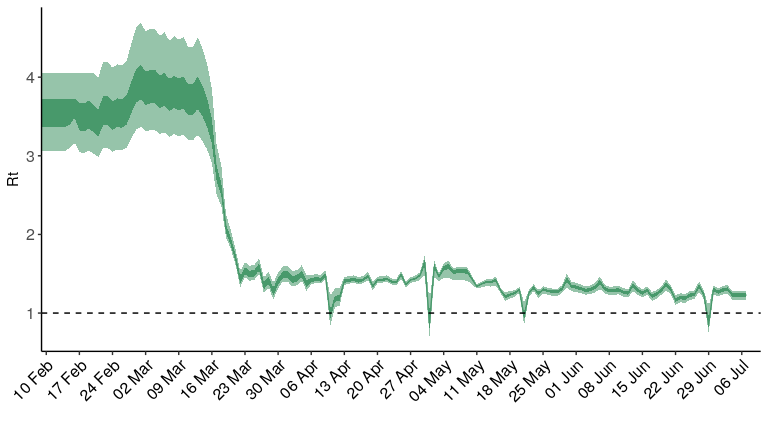 4
3
2
1
Rt
10 Feb
17 Feb
24 Feb
02 Mar
09 Mar
16 Mar
23 Mar
30 Mar
06 Apr
13 Apr
20 Apr
27 Apr
04 May
11 May
18 May
25 May
01 Jun
08 Jun
15 Jun
22 Jun
29 Jun
06 Jul